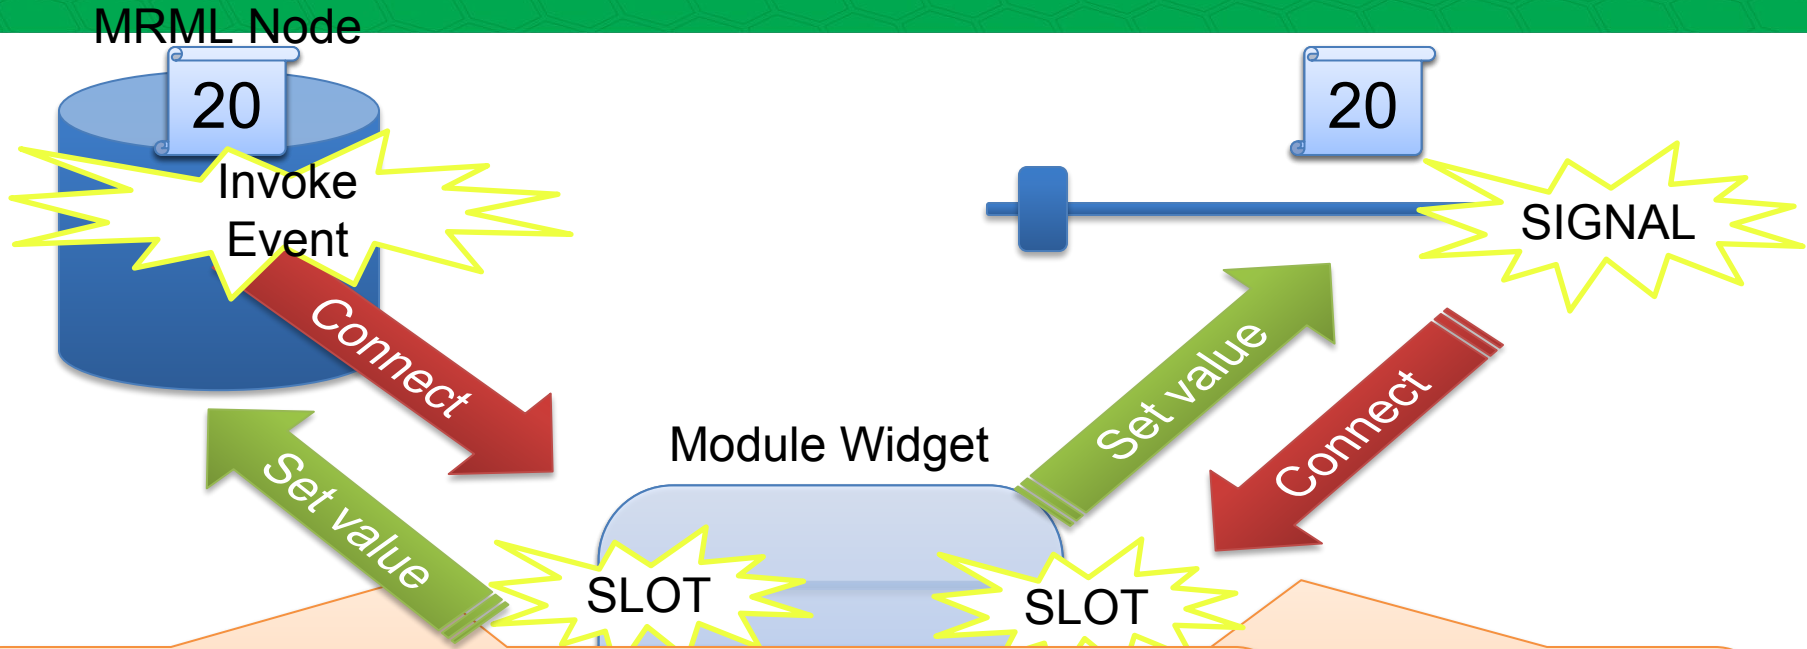 MRML Node
20
20
Invoke
Event
SIGNAL
Connect
Set value
Set value
Connect
Module Widget
SLOT
SLOT